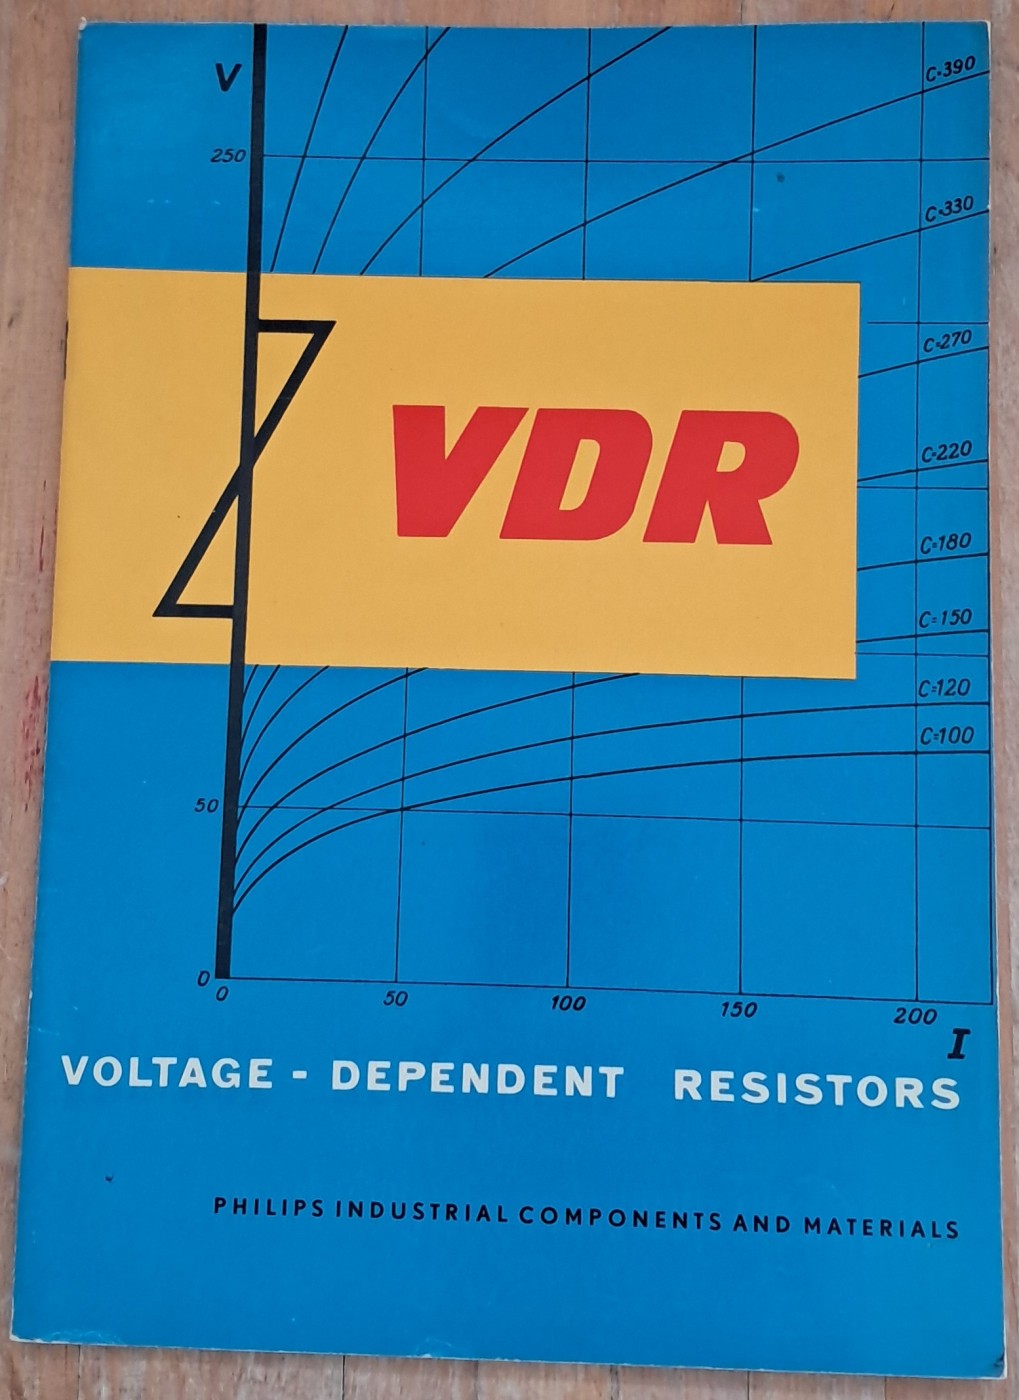 V
C=390
250
C=330
C=270
VDR
C=220
C=180
C=150
C=120
C=100
50
0
0 50 100 150 200
I
VOLTAGE - DEPENDENT RESISTORS
PHILIPS INDUSTRIAL COMPONENTS AND MATERIALS